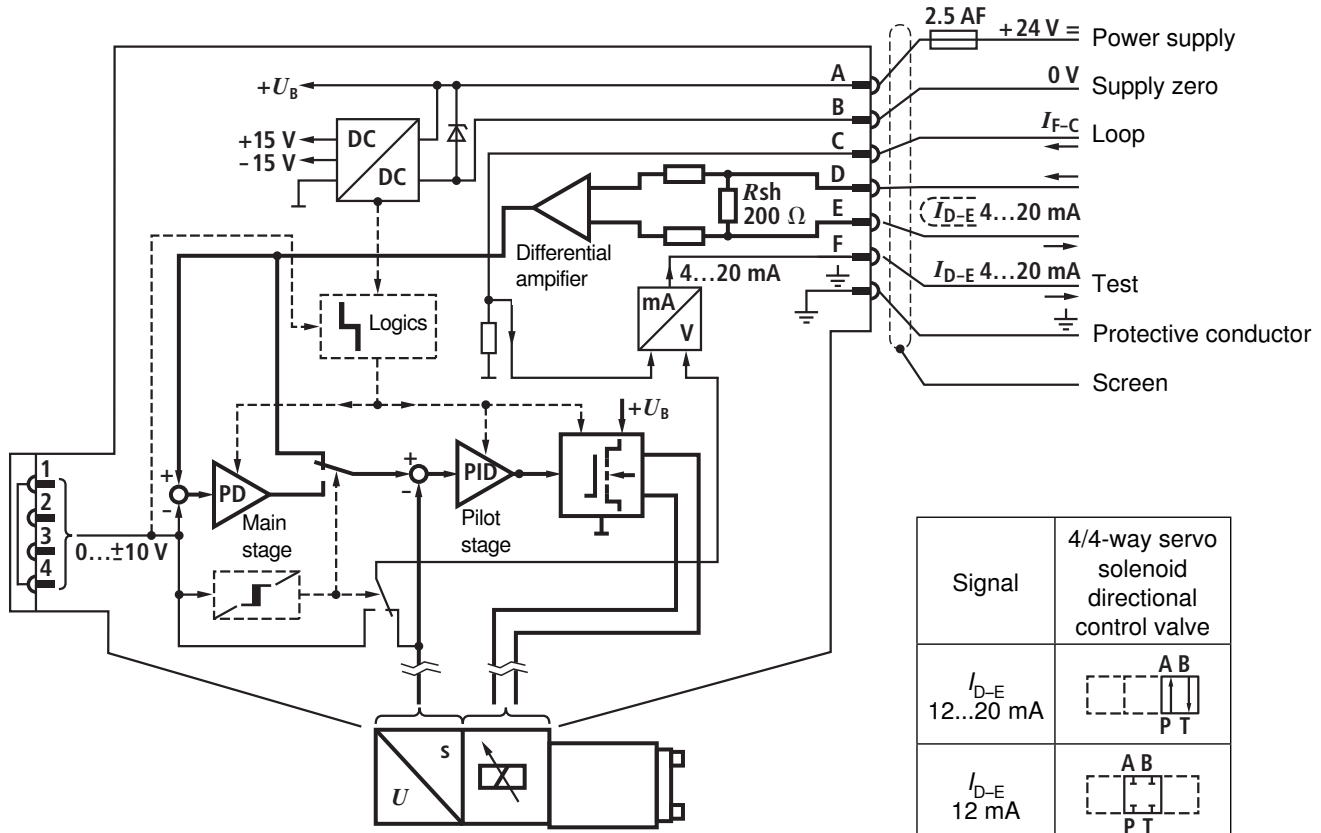 2.5 AF
+24 V =
Power supply
A
+UB
0 V
Supply zero
B
+15 V
DC
IF–C
Loop
–15 V
C
DC
D
Rsh
200 Ω
E
ID–E 4...20 mA
Differential
ampifier
F
4...20 mA
ID–E 4...20 mA
Test
mA
V
Logics
Protective conductor
Screen
+UB
1
2
3
4
0...±10 V
+
-
PD
Main
stage
+
-
PID
Pilot
stage
Signal
4/4-way servo
solenoid
directional
control valve
ID–E
12...20 mA
A B
P T
ID–E
12 mA
A B
P T
S
U